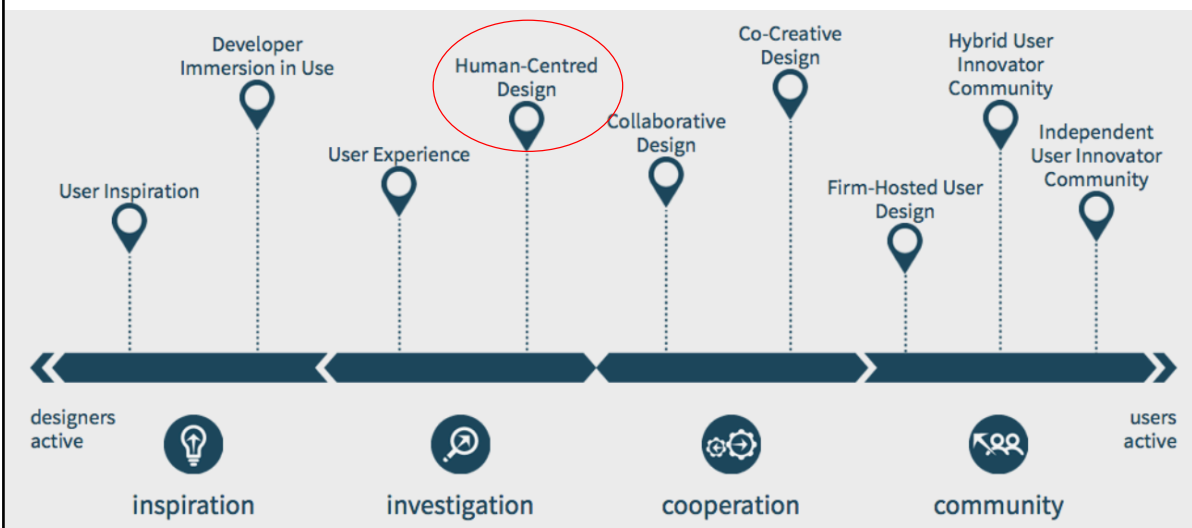 Developer
Immersion in Use
Human-Centred
Design
Co-Creative
Design
Hybrid User
Innovator
Community
User Inspiration
User Experience
Collaborative
Design
Firm-Hosted User
Design
Independent
User Innovator
Community
designers
active
users
active
inspiration
investigation
cooperation
community